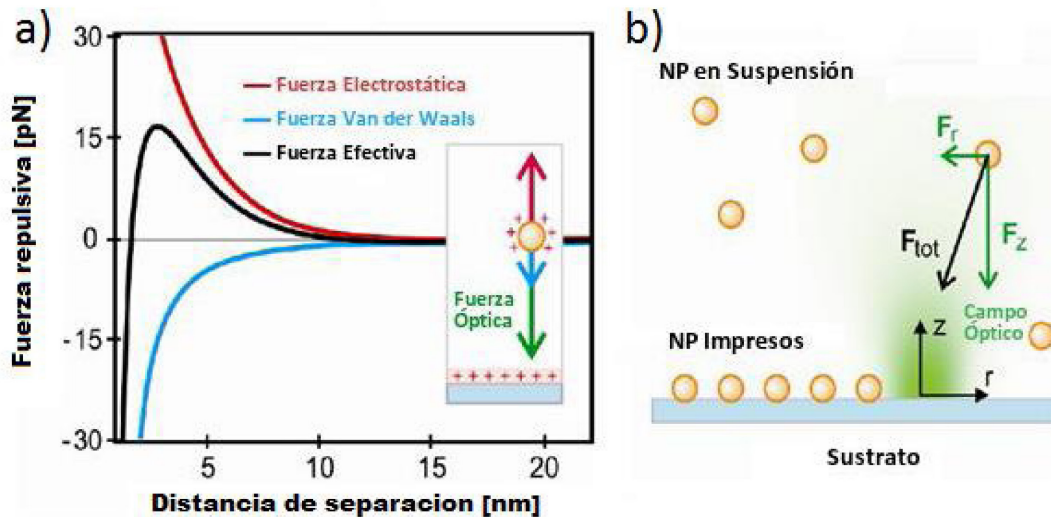 a)
30
15
0
-15
-30
Fuerza repulsiva [pN]
Fuerza Electrostática
Fuerza Van der Waals
Fuerza Efectiva
Fuerza
Óptica
+ + + + + + + +
5
10
15
20
Distancia de separacion [nm]
b)
NP en Suspensión
Fr
Ftot
Fz
Campo
Óptico
NP Impresos
z
r
Sustrato